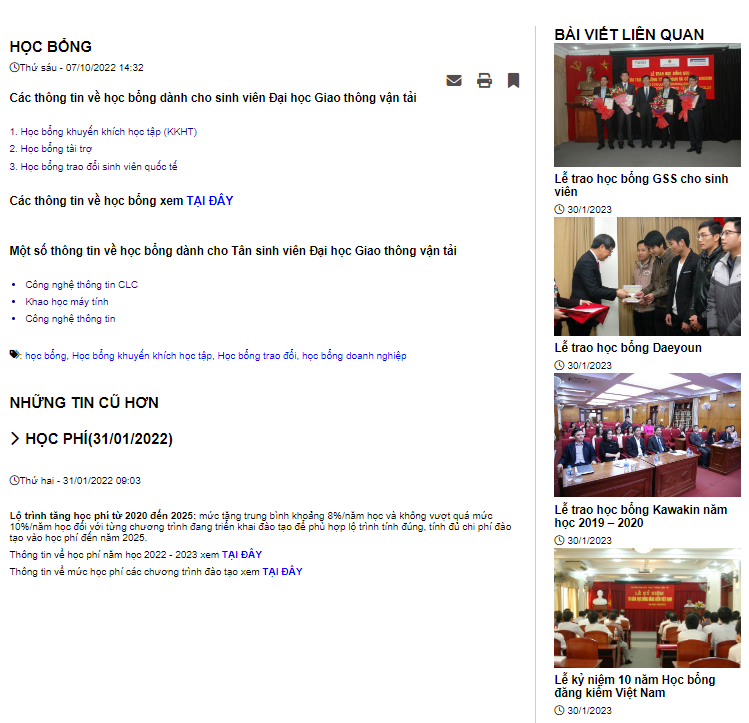 HỌC BỔNG
Thứ sáu - 07/10/2022 14:32
Các thông tin về học bổng dành cho sinh viên Đại học Giao thông vận tải
1. Học bổng khuyến khích học tập (KKHT)
2. Học bổng tài trợ
3. Học bổng trao đổi sinh viên quốc tế
Các thông tin về học bổng xem TẠI ĐÂY
Một số thông tin về học bổng dành cho Tân sinh viên Đại học Giao thông vận tải
Công nghệ thông tin CLC
Khao học máy tính
Công nghệ thông tin
: học bổng, Học bổng khuyến khích học tập, Học bổng trao đổi, học bổng doanh nghiệp
NHỮNG TIN CŨ HƠN
HỌC PHÍ(31/01/2022)
Thứ hai - 31/01/2022 09:03
Lộ trình tăng học phí từ 2020 đến 2025: mức tăng trung bình khoảng 8%/năm học và không vượt quá mức
10%/năm học đối với từng chương trình đang triển khai đào tạo để phù hợp lộ trình tính đúng, tính đủ chi phí đào
tạo vào học phí đến năm 2025.
Thông tin về học phí năm học 2022 - 2023 xem TẠI ĐÂY
Thông tin về mức học phí các chương trình đào tạo xem TẠI ĐÂY
BÀI VIẾT LIÊN QUAN
Lễ trao học bổng GSS cho sinh
viên
30/1/2023
Lễ trao học bổng Daeyoun
30/1/2023
Lễ trao học bổng Kawakin năm
học 2019 – 2020
30/1/2023
LỄ KỶ NIỆM
Lễ kỷ niệm 10 năm Học bổng
đăng kiểm Việt Nam
30/1/2023